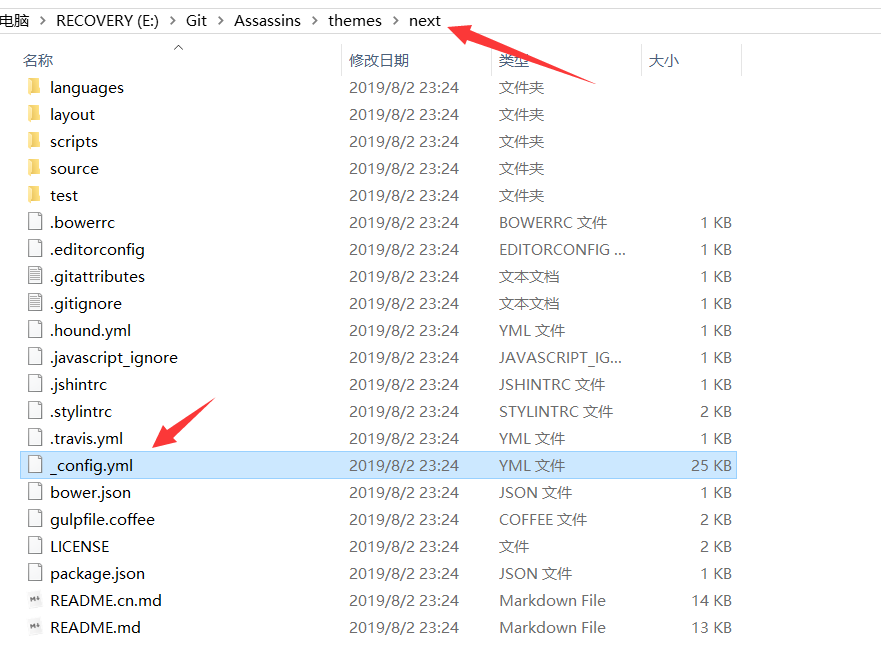 电脑 > RECOVERY (E:) > Git > Assassins > themes > next
名称 修改日期 类型 大小
languages 2019/8/2 23:24 文件夹
layout 2019/8/2 23:24 文件夹
scripts 2019/8/2 23:24 文件夹
source 2019/8/2 23:24 文件夹
test 2019/8/2 23:24 文件夹
.bowerrc 2019/8/2 23:24 BOWERRC 文件 1 KB
.editorconfig 2019/8/2 23:24 EDITORCONFIG ... 1 KB
.gitattributes 2019/8/2 23:24 文本文档 1 KB
.gitignore 2019/8/2 23:24 文本文档 1 KB
.hound.yml 2019/8/2 23:24 YML 文件 1 KB
.javascript_ignore 2019/8/2 23:24 JAVASCRIPT_IG... 1 KB
.jshintrc 2019/8/2 23:24 JSHINTRC 文件 1 KB
.stylintrc 2019/8/2 23:24 STYLINTRC 文件 2 KB
.travis.yml 2019/8/2 23:24 YML 文件 1 KB
_config.yml 2019/8/2 23:24 YML 文件 25 KB
bower.json 2019/8/2 23:24 JSON 文件 1 KB
gulpfile.coffee 2019/8/2 23:24 COFFEE 文件 2 KB
LICENSE 2019/8/2 23:24 文件 2 KB
package.json 2019/8/2 23:24 JSON 文件 1 KB
README.cn.md 2019/8/2 23:24 Markdown File 14 KB
README.md 2019/8/2 23:24 Markdown File 13 KB